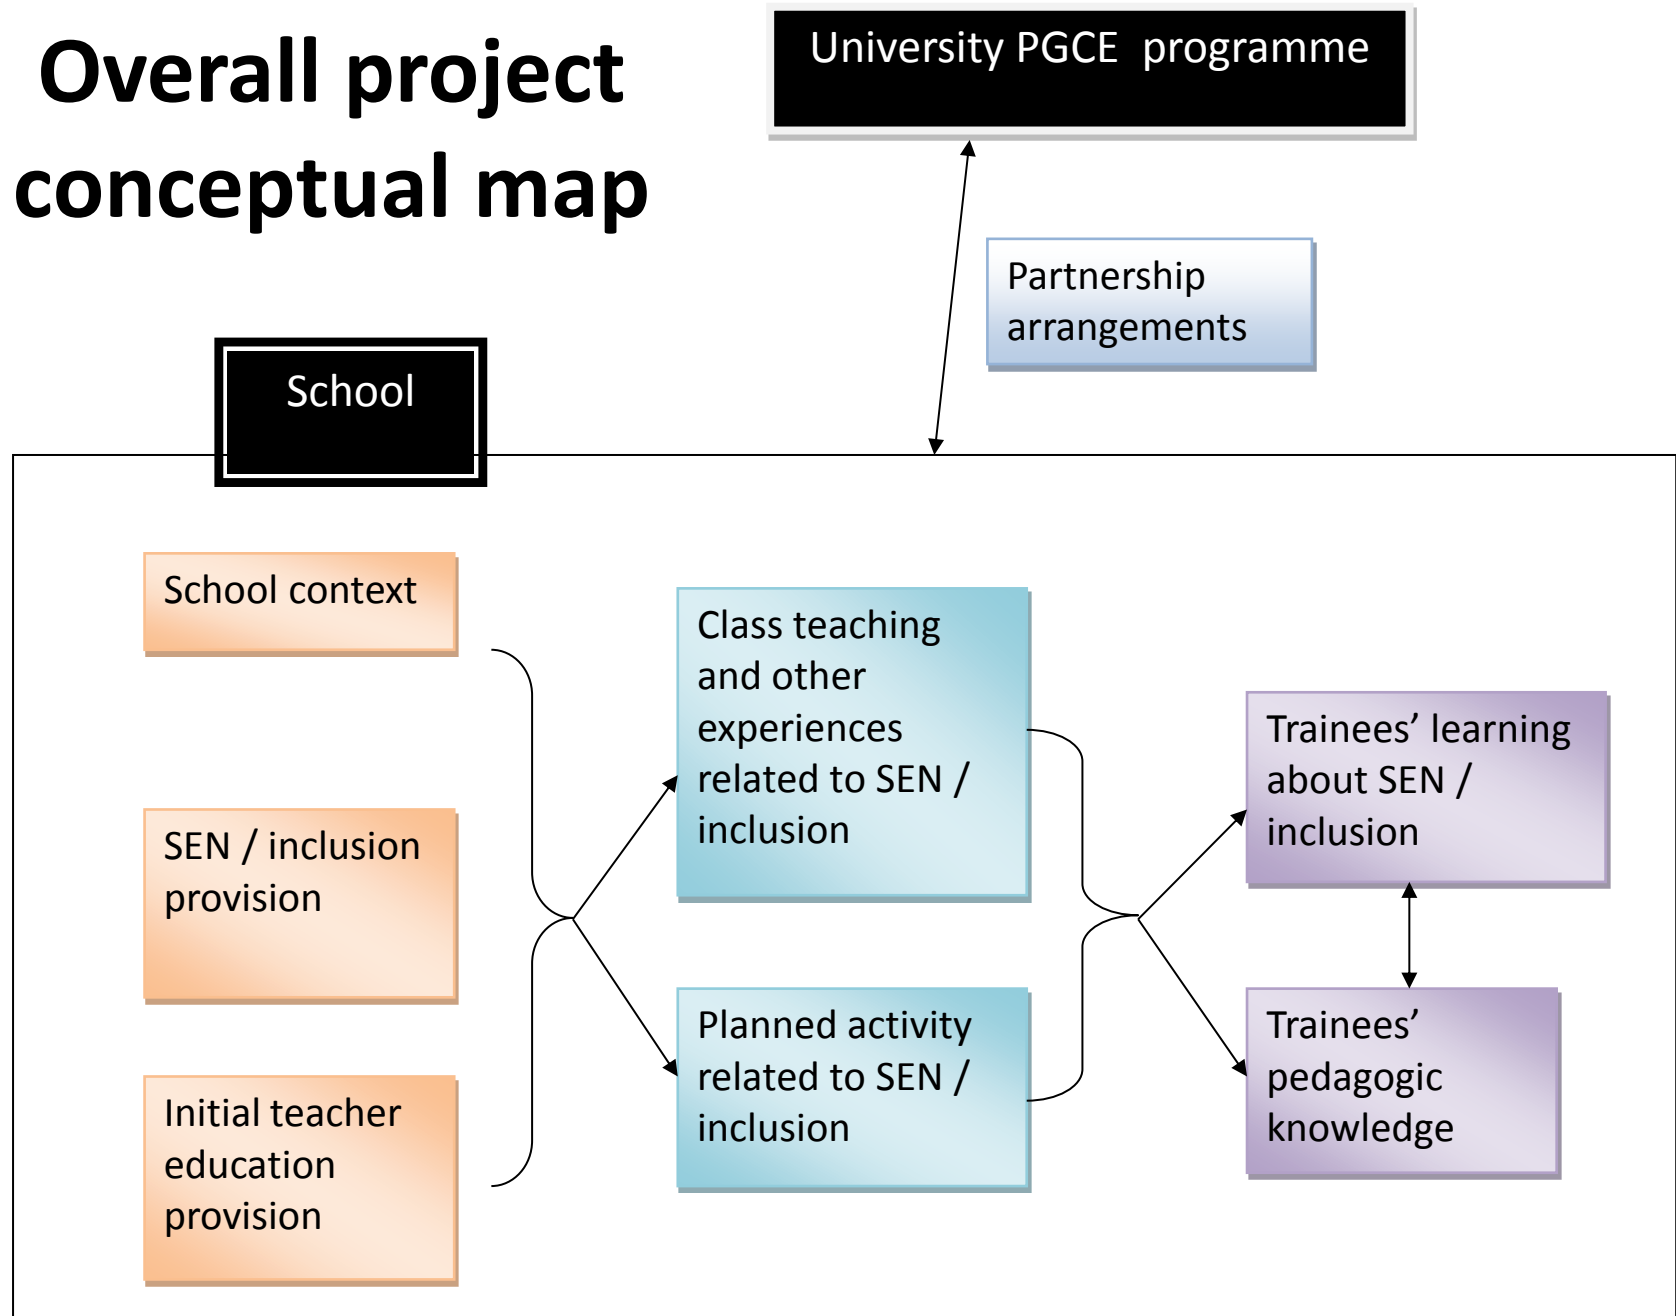 Overall project
conceptual map
University PGCE programme
Partnership
arrangements
School
School context
SEN / inclusion
provision
Initial teacher
education
provision
Class teaching
and other
experiences
related to SEN /
inclusion
Planned activity
related to SEN /
inclusion
Trainees’ learning
about SEN /
inclusion
Trainees’
pedagogic
knowledge